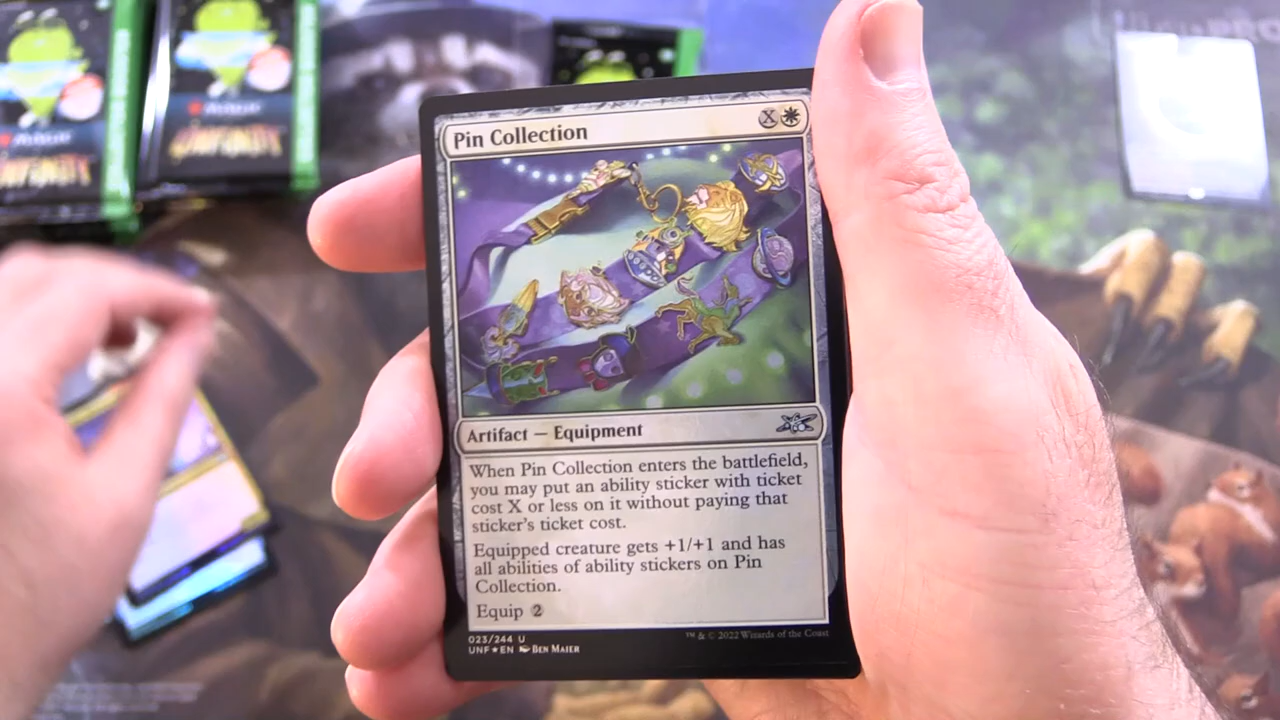 Pin Collection X
Artifact — Equipment
When Pin Collection enters the battlefield,
you may put an ability sticker with ticket
cost X or less on it without paying that
sticker's ticket cost.
Equipped creature gets +1/+1 and has
all abilities of ability stickers on Pin
Collection.
Equip 2
023/244 U
UNF★EN BEN MAIER
™ & © 2022 Wizards of the Coast